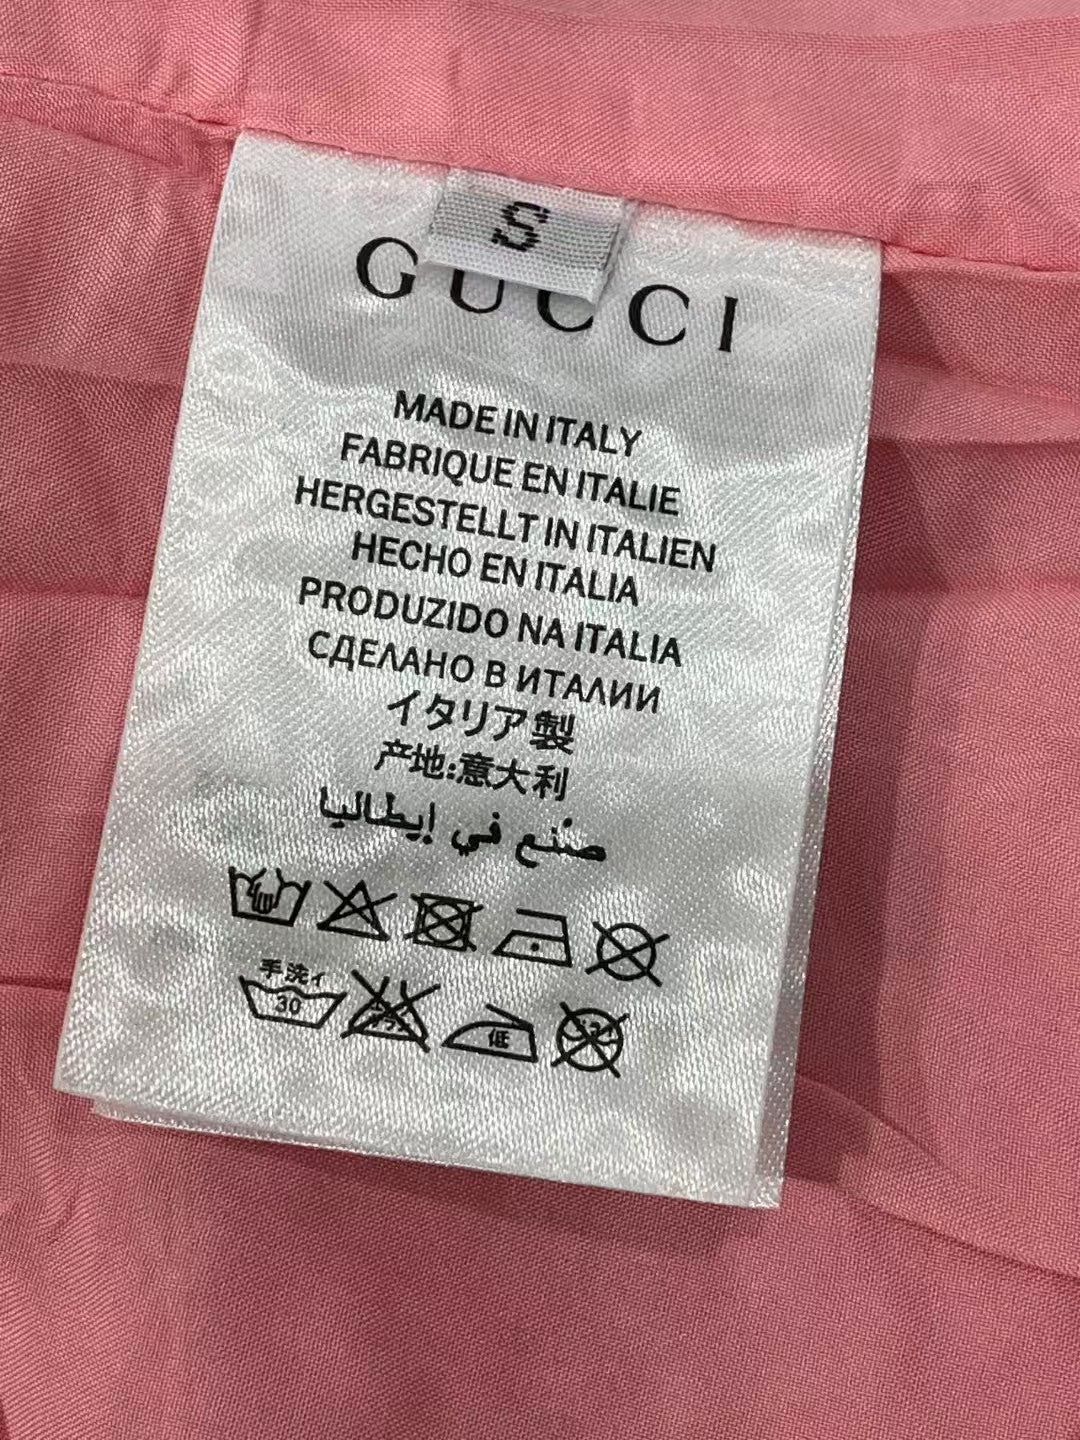 S
GUCCI
MADE IN ITALY
FABRIQUE EN ITALIE
HERGESTELLT IN ITALIEN
HECHO EN ITALIA
PRODUZIDO NA ITALIA
СДЕЛАНО В ИТАЛИИ
イタリア製
产地:意大利
صُنع في إيطاليا
手洗イ
30
低